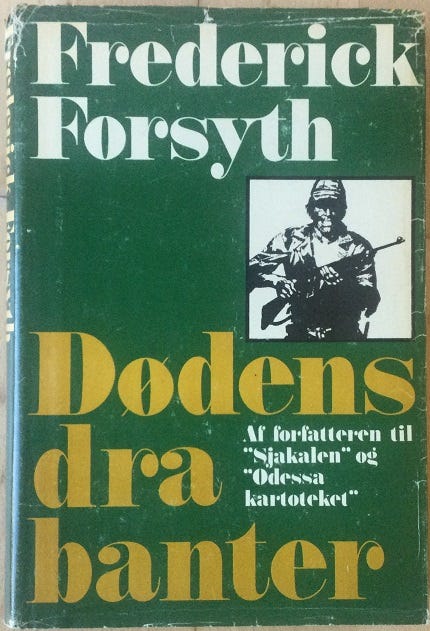 Frederick
Forsyth
Dødens
dra
banter
Af forfatteren til
"Sjakalen" og
"Odessa
kartoteket"